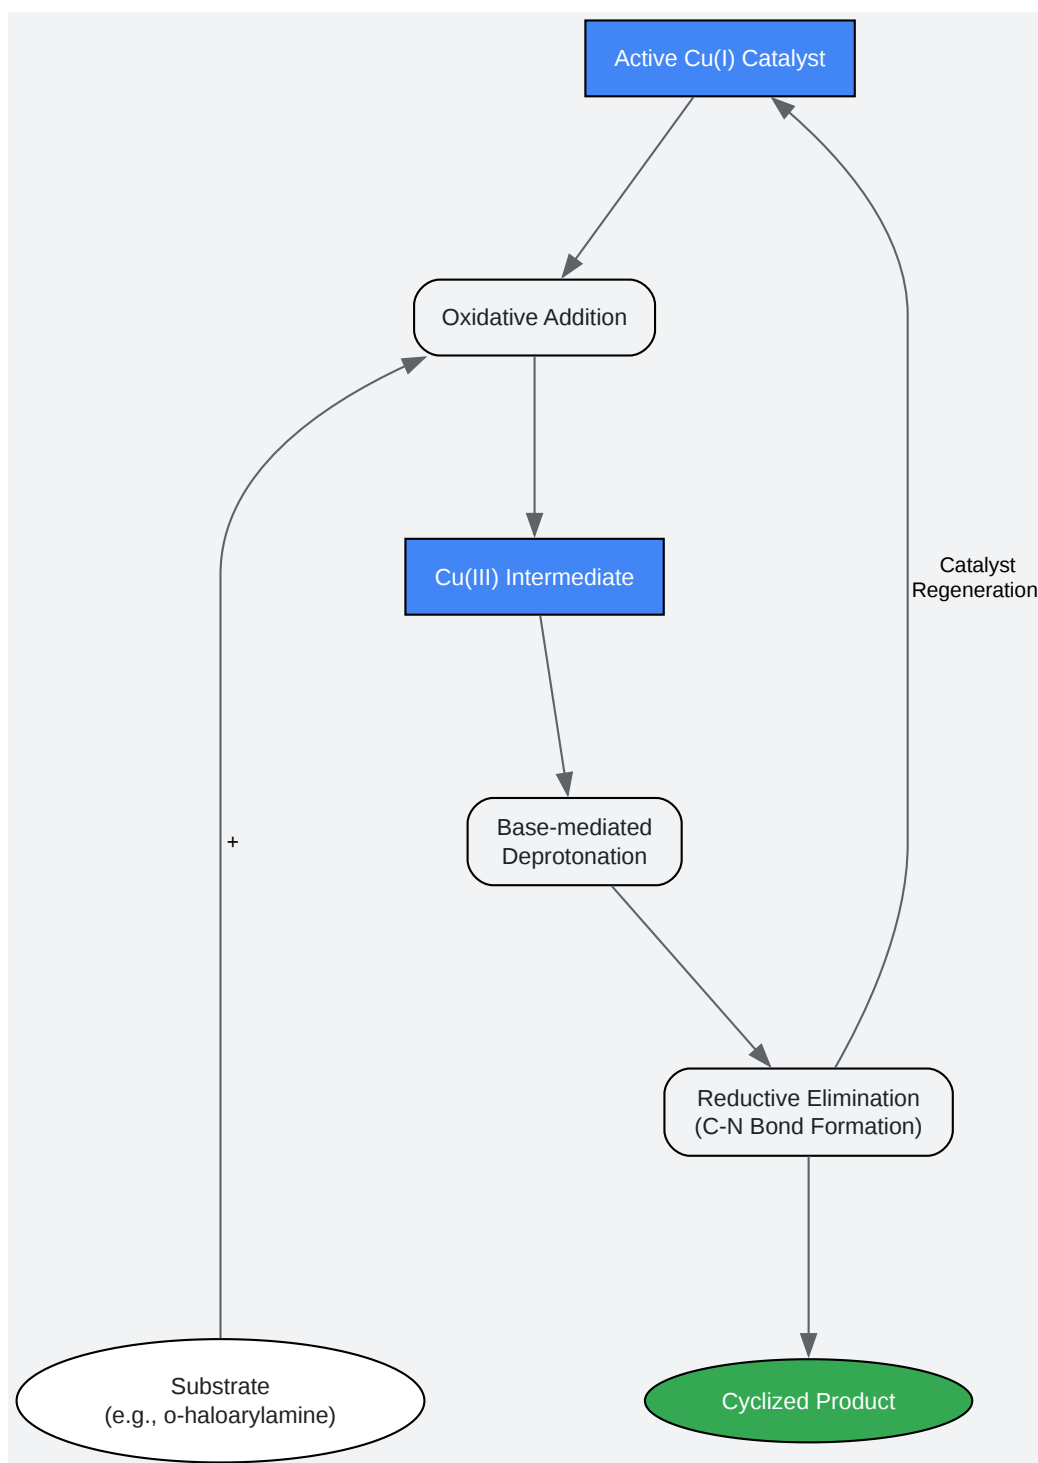 Active Cu(I) Catalyst
Oxidative Addition
Cu(III) Intermediate
Catalyst
Regeneration
+
Base-mediated
Deprotonation
Reductive Elimination
(C-N Bond Formation)
Substrate
(e.g., o-haloarylamine)
Cyclized Product